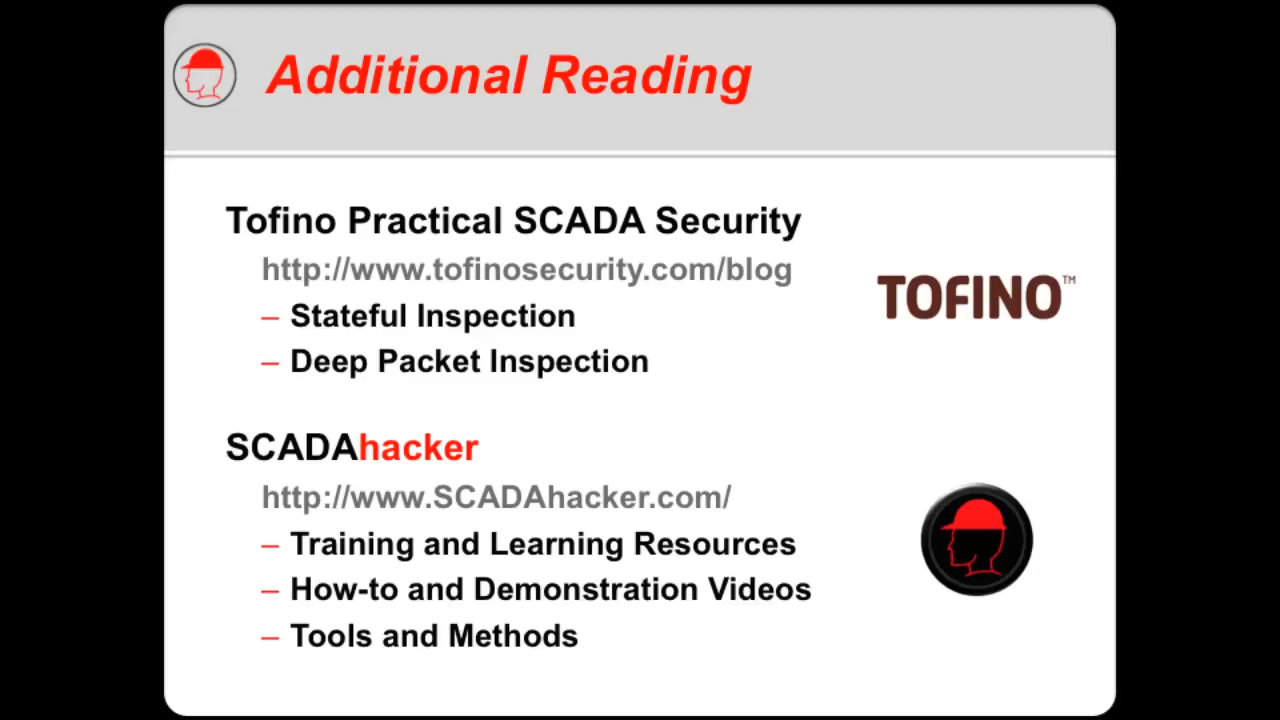 Additional Reading
Tofino Practical SCADA Security
http://www.tofinosecurity.com/blog
TOFINO™
– Stateful Inspection
– Deep Packet Inspection
SCADAhacker
http://www.SCADAhacker.com/
– Training and Learning Resources
– How-to and Demonstration Videos
– Tools and Methods